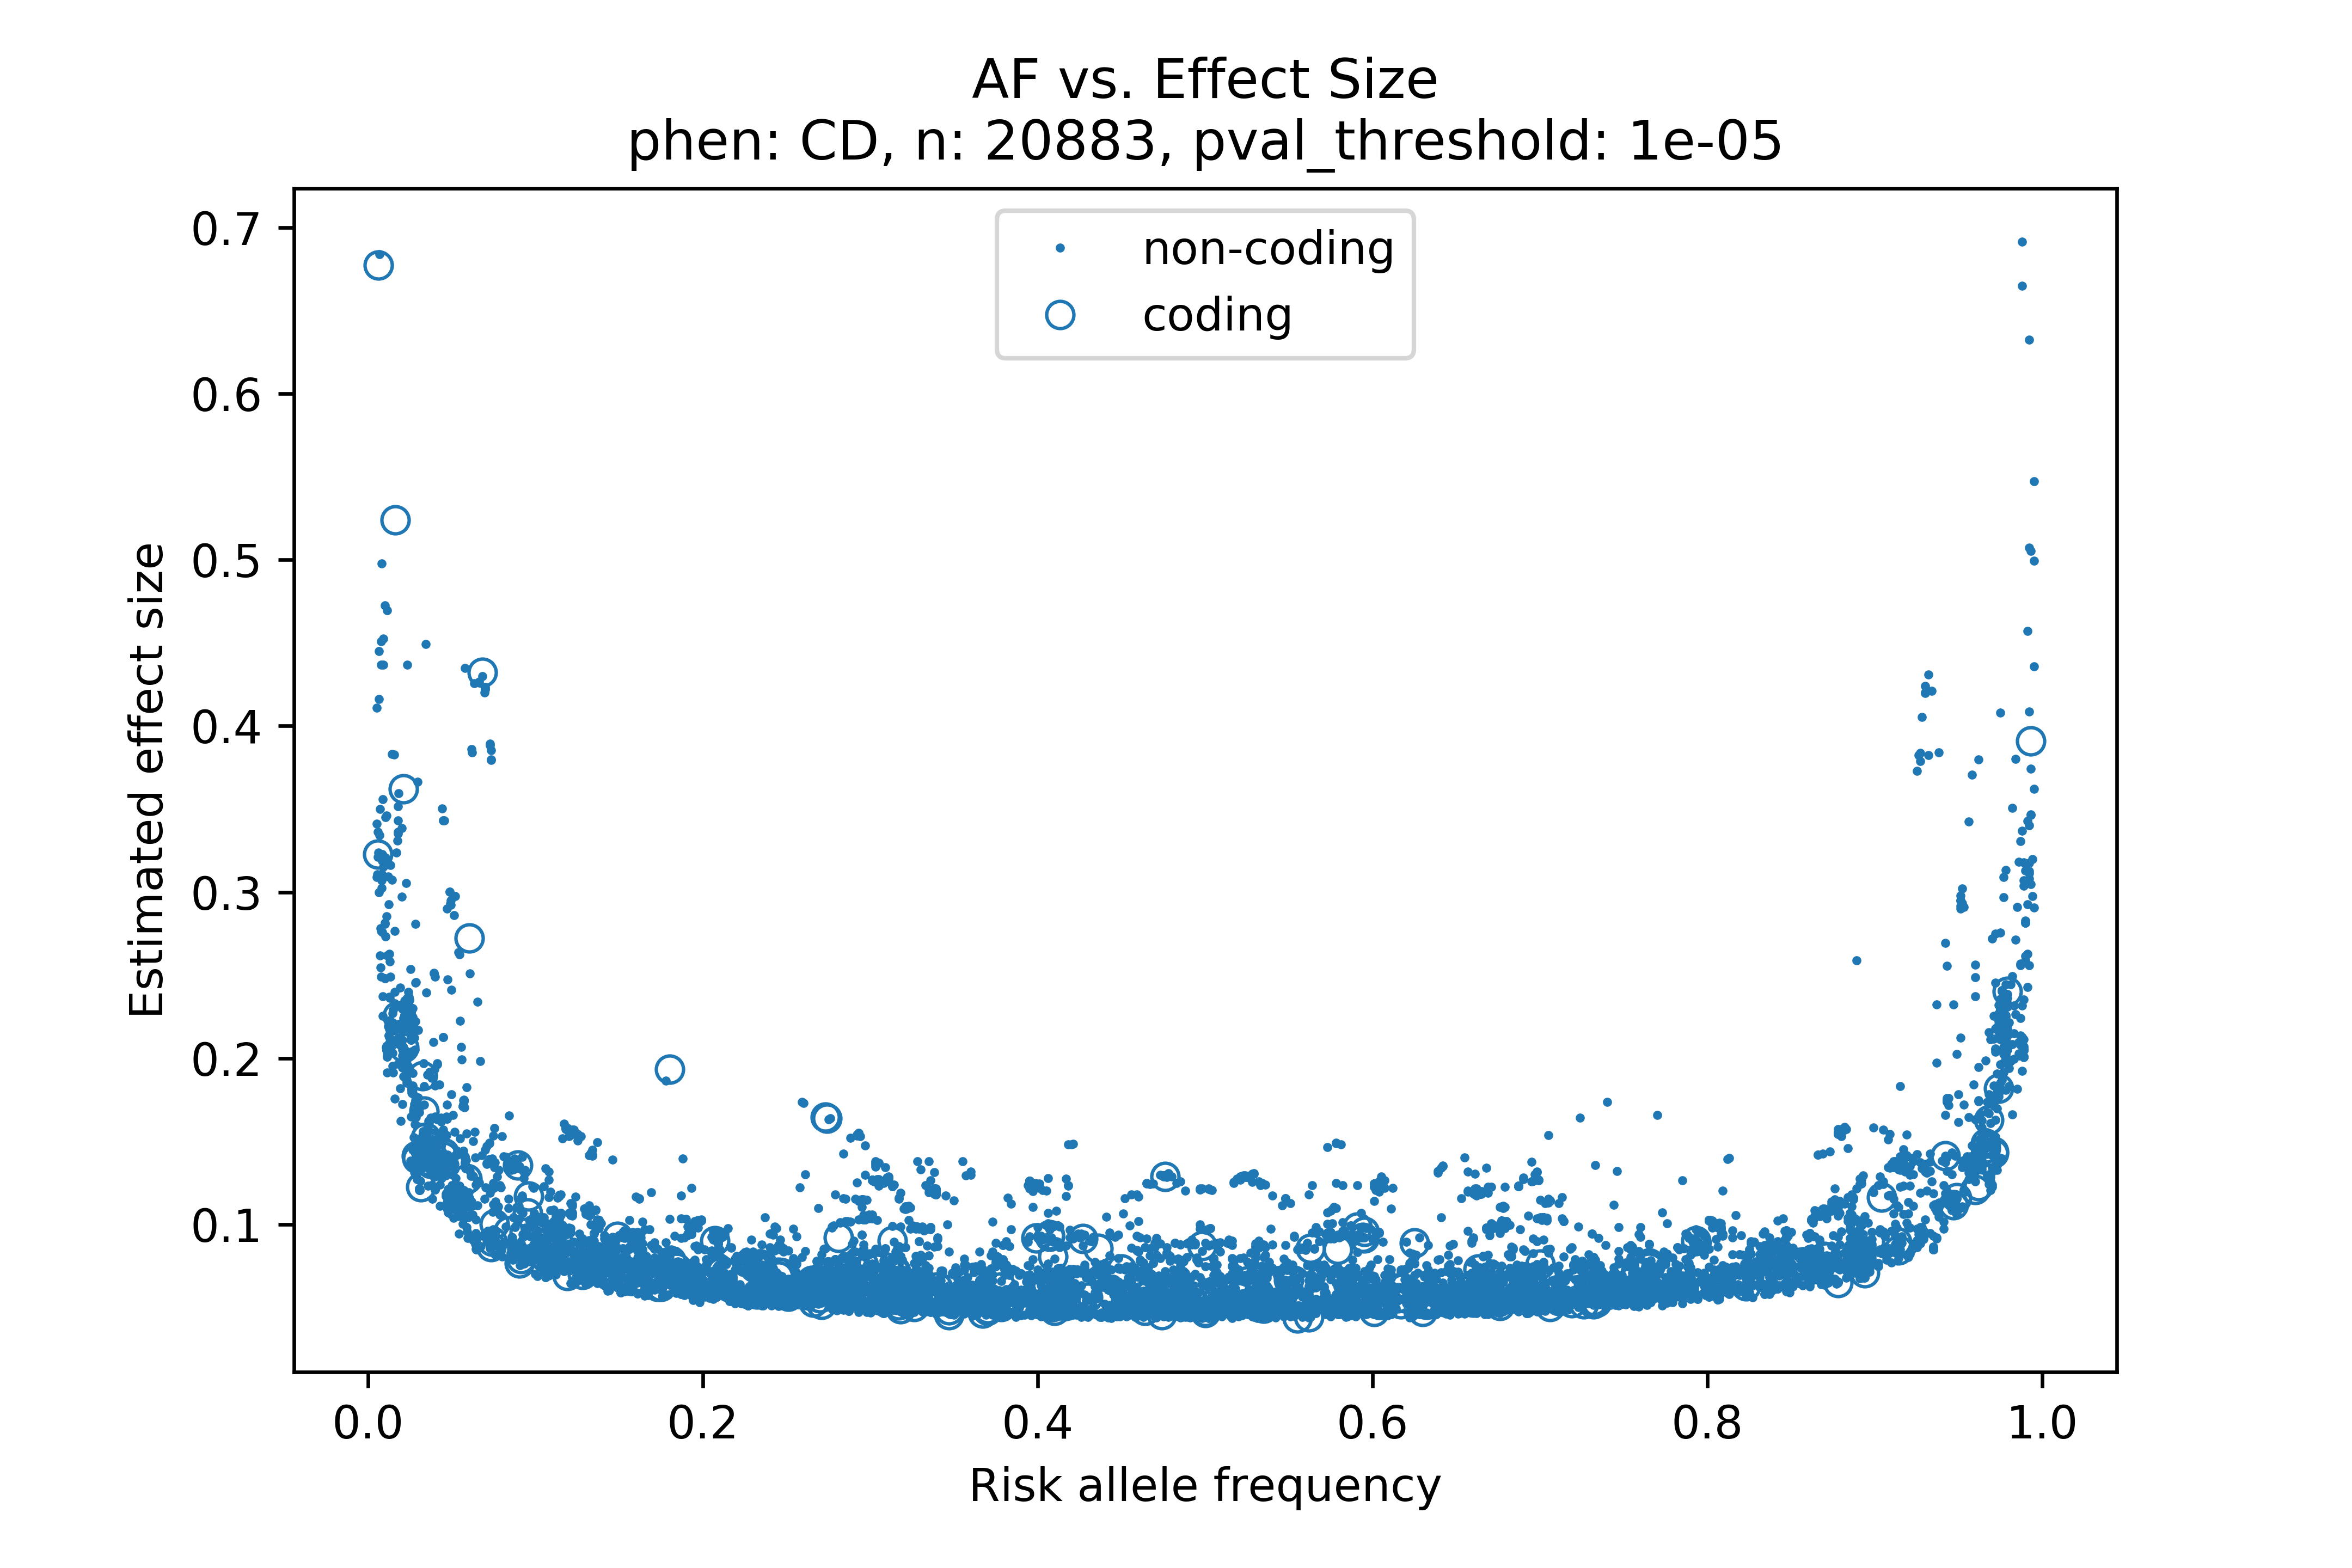 AF vs. Effect Size
phen: CD, n: 20883, pval_threshold: 1e-05
non-coding
coding
0.7
0.6
0.5
0.4
0.3
0.2
0.1
Estimated effect size
0.0 0.2 0.4 0.6 0.8 1.0
Risk allele frequency